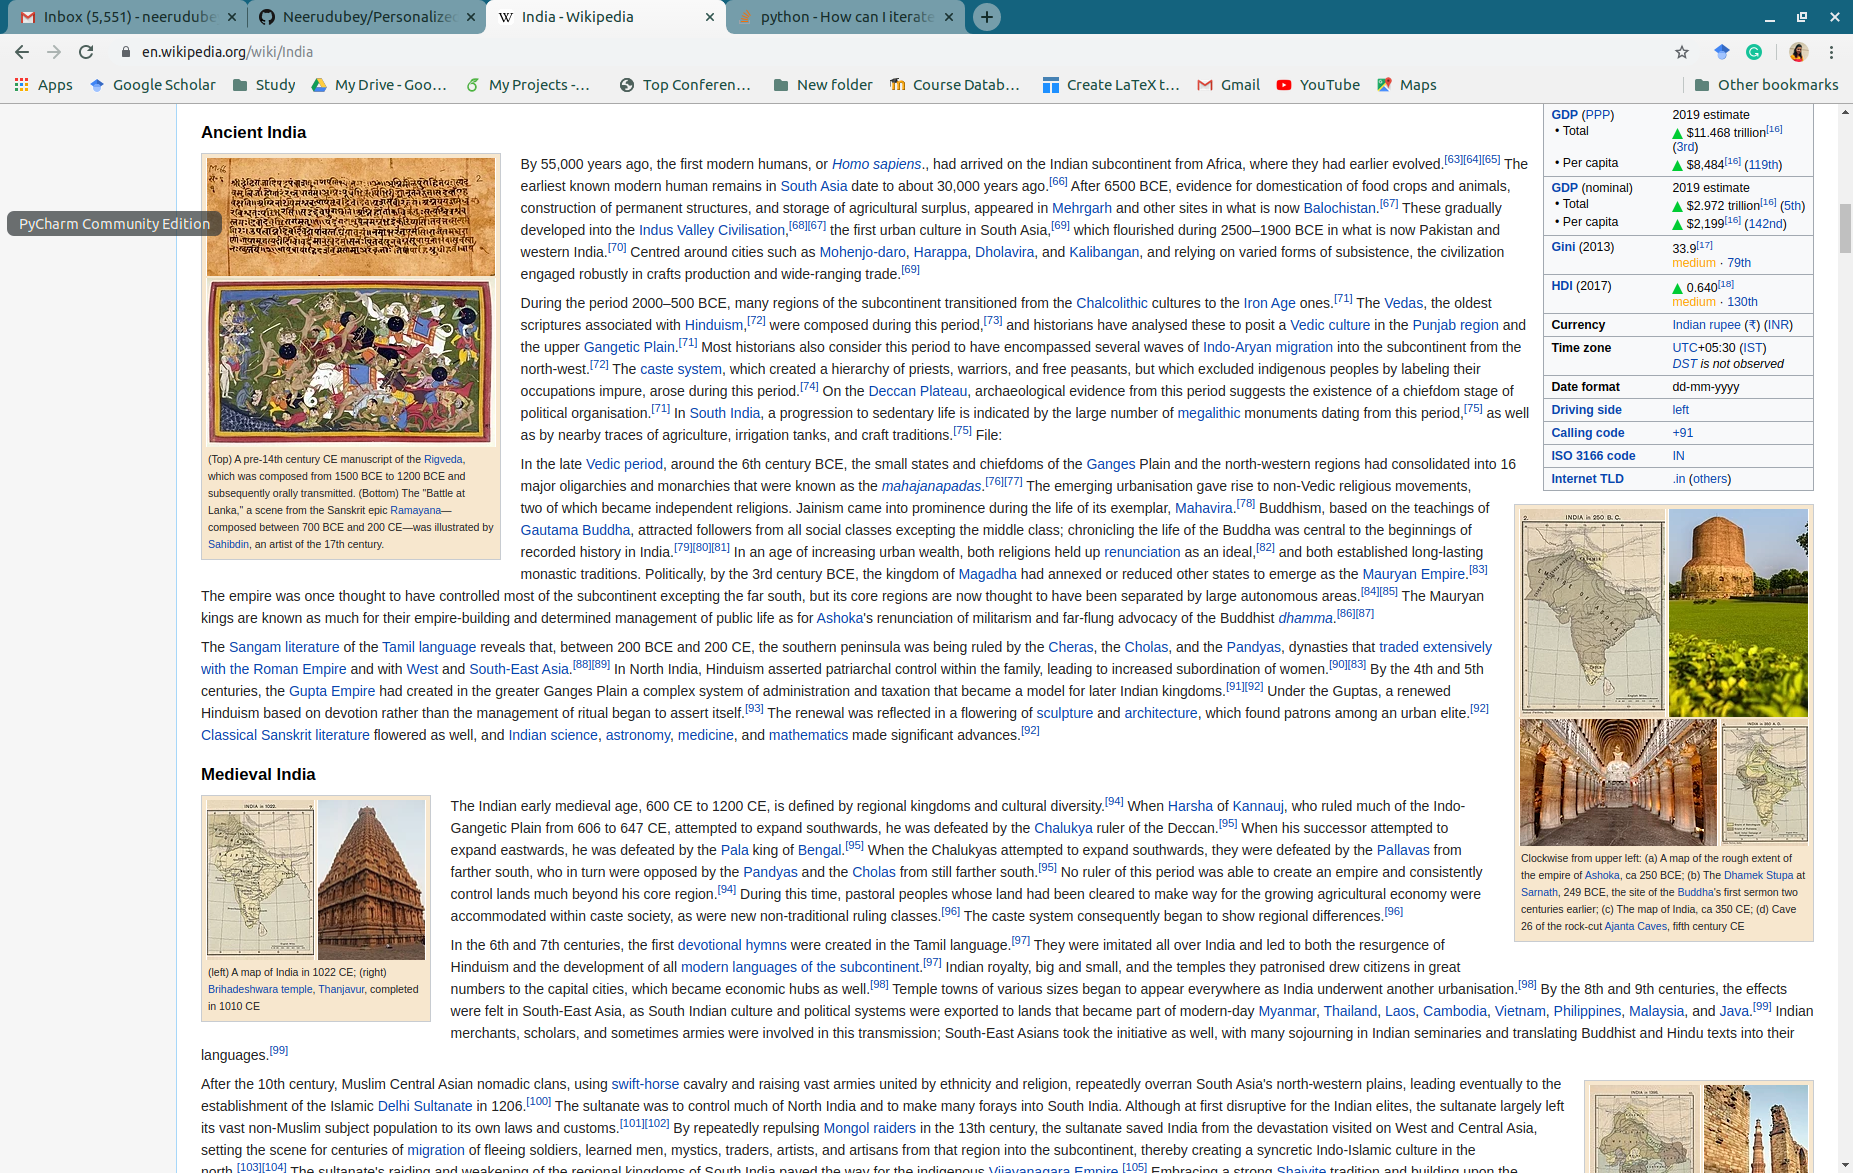 Inbox (5,551) - neerudube
Neerudubey/Personalized
India - Wikipedia
python - How can I iterate
en.wikipedia.org/wiki/India
Apps
Google Scholar
Study
My Drive - Goo...
My Projects -...
Top Conferen...
New folder
Course Datab...
Create LaTeX t...
Gmail
YouTube
Maps
Other bookmarks
PyCharm Community Edition
Ancient India
(Top) A pre-14th century CE manuscript of the Rigveda,
which was composed from 1500 BCE to 1200 BCE and
subsequently orally transmitted. (Bottom) The "Battle at
Lanka," a scene from the Sanskrit epic Ramayana—
composed between 700 BCE and 200 CE—was illustrated by
Sahibdin, an artist of the 17th century.
By 55,000 years ago, the first modern humans, or Homo sapiens., had arrived on the Indian subcontinent from Africa, where they had earlier evolved.[63][64][65] The
earliest known modern human remains in South Asia date to about 30,000 years ago.[66] After 6500 BCE, evidence for domestication of food crops and animals,
construction of permanent structures, and storage of agricultural surplus, appeared in Mehrgarh and other sites in what is now Balochistan.[67] These gradually
developed into the Indus Valley Civilisation,[68][67] the first urban culture in South Asia,[69] which flourished during 2500–1900 BCE in what is now Pakistan and
western India.[70] Centred around cities such as Mohenjo-daro, Harappa, Dholavira, and Kalibangan, and relying on varied forms of subsistence, the civilization
engaged robustly in crafts production and wide-ranging trade.[69]
During the period 2000–500 BCE, many regions of the subcontinent transitioned from the Chalcolithic cultures to the Iron Age ones.[71] The Vedas, the oldest
scriptures associated with Hinduism,[72] were composed during this period,[73] and historians have analysed these to posit a Vedic culture in the Punjab region and
the upper Gangetic Plain.[71] Most historians also consider this period to have encompassed several waves of Indo-Aryan migration into the subcontinent from the
north-west.[72] The caste system, which created a hierarchy of priests, warriors, and free peasants, but which excluded indigenous peoples by labeling their
occupations impure, arose during this period.[74] On the Deccan Plateau, archaeological evidence from this period suggests the existence of a chiefdom stage of
political organisation.[71] In South India, a progression to sedentary life is indicated by the large number of megalithic monuments dating from this period,[75] as well
as by nearby traces of agriculture, irrigation tanks, and craft traditions.[75] File:
In the late Vedic period, around the 6th century BCE, the small states and chiefdoms of the Ganges Plain and the north-western regions had consolidated into 16
major oligarchies and monarchies that were known as the mahajanapadas.[76][77] The emerging urbanisation gave rise to non-Vedic religious movements,
two of which became independent religions. Jainism came into prominence during the life of its exemplar, Mahavira.[78] Buddhism, based on the teachings of
Gautama Buddha, attracted followers from all social classes excepting the middle class; chronicling the life of the Buddha was central to the beginnings of
recorded history in India.[79][80][81] In an age of increasing urban wealth, both religions held up renunciation as an ideal,[82] and both established long-lasting
monastic traditions. Politically, by the 3rd century BCE, the kingdom of Magadha had annexed or reduced other states to emerge as the Mauryan Empire.[83]
The empire was once thought to have controlled most of the subcontinent excepting the far south, but its core regions are now thought to have been separated by large autonomous areas.[84][85] The Mauryan
kings are known as much for their empire-building and determined management of public life as for Ashoka's renunciation of militarism and far-flung advocacy of the Buddhist dhamma.[86][87]
The Sangam literature of the Tamil language reveals that, between 200 BCE and 200 CE, the southern peninsula was being ruled by the Cheras, the Cholas, and the Pandyas, dynasties that traded extensively
with the Roman Empire and with West and South-East Asia.[88][89] In North India, Hinduism asserted patriarchal control within the family, leading to increased subordination of women.[90][83] By the 4th and 5th
centuries, the Gupta Empire had created in the greater Ganges Plain a complex system of administration and taxation that became a model for later Indian kingdoms.[91][92] Under the Guptas, a renewed
Hinduism based on devotion rather than the management of ritual began to assert itself.[93] The renewal was reflected in a flowering of sculpture and architecture, which found patrons among an urban elite.[92]
Classical Sanskrit literature flowered as well, and Indian science, astronomy, medicine, and mathematics made significant advances.[92]
GDP (PPP) 2019 estimate
• Total $11.468 trillion[16]
(3rd)
• Per capita $8,484[16] (119th)
GDP (nominal) 2019 estimate
• Total $2.972 trillion[16] (5th)
• Per capita $2,199[16] (142nd)
Gini (2013) 33.9[17]
medium · 79th
HDI (2017) 0.640[18]
medium · 130th
Currency Indian rupee (₹) (INR)
Time zone UTC+05:30 (IST)
DST is not observed
Date format dd-mm-yyyy
Driving side left
Calling code +91
ISO 3166 code IN
Internet TLD .in (others)
INDIA in 250 B.C.
Clockwise from upper left: (a) A map of the rough extent of
the empire of Ashoka, ca 250 BCE; (b) The Dhamek Stupa at
Sarnath, 249 BCE, the site of the Buddha's first sermon two
centuries earlier; (c) The map of India, ca 350 CE; (d) Cave
26 of the rock-cut Ajanta Caves, fifth century CE
Medieval India
INDIA in 1022.
(left) A map of India in 1022 CE; (right)
Brihadeshwara temple, Thanjavur, completed
in 1010 CE
The Indian early medieval age, 600 CE to 1200 CE, is defined by regional kingdoms and cultural diversity.[94] When Harsha of Kannauj, who ruled much of the Indo-
Gangetic Plain from 606 to 647 CE, attempted to expand southwards, he was defeated by the Chalukya ruler of the Deccan.[95] When his successor attempted to
expand eastwards, he was defeated by the Pala king of Bengal.[95] When the Chalukyas attempted to expand southwards, they were defeated by the Pallavas from
farther south, who in turn were opposed by the Pandyas and the Cholas from still farther south.[95] No ruler of this period was able to create an empire and consistently
control lands much beyond his core region.[94] During this time, pastoral peoples whose land had been cleared to make way for the growing agricultural economy were
accommodated within caste society, as were new non-traditional ruling classes.[96] The caste system consequently began to show regional differences.[96]
In the 6th and 7th centuries, the first devotional hymns were created in the Tamil language.[97] They were imitated all over India and led to both the resurgence of
Hinduism and the development of all modern languages of the subcontinent.[97] Indian royalty, big and small, and the temples they patronised drew citizens in great
numbers to the capital cities, which became economic hubs as well.[98] Temple towns of various sizes began to appear everywhere as India underwent another urbanisation.[98] By the 8th and 9th centuries, the effects
were felt in South-East Asia, as South Indian culture and political systems were exported to lands that became part of modern-day Myanmar, Thailand, Laos, Cambodia, Vietnam, Philippines, Malaysia, and Java.[99] Indian
merchants, scholars, and sometimes armies were involved in this transmission; South-East Asians took the initiative as well, with many sojourning in Indian seminaries and translating Buddhist and Hindu texts into their
languages.[99]
After the 10th century, Muslim Central Asian nomadic clans, using swift-horse cavalry and raising vast armies united by ethnicity and religion, repeatedly overran South Asia's north-western plains, leading eventually to the
establishment of the Islamic Delhi Sultanate in 1206.[100] The sultanate was to control much of North India and to make many forays into South India. Although at first disruptive for the Indian elites, the sultanate largely left
its vast non-Muslim subject population to its own laws and customs.[101][102] By repeatedly repulsing Mongol raiders in the 13th century, the sultanate saved India from the devastation visited on West and Central Asia,
setting the scene for centuries of migration of fleeing soldiers, learned men, mystics, traders, artists, and artisans from that region into the subcontinent, thereby creating a syncretic Indo-Islamic culture in the
north.[103][104] The sultanate's raiding and weakening of the regional kingdoms of South India paved the way for the indigenous Vijayanagara Empire.[105] Embracing a strong Shaivite tradition and building upon the